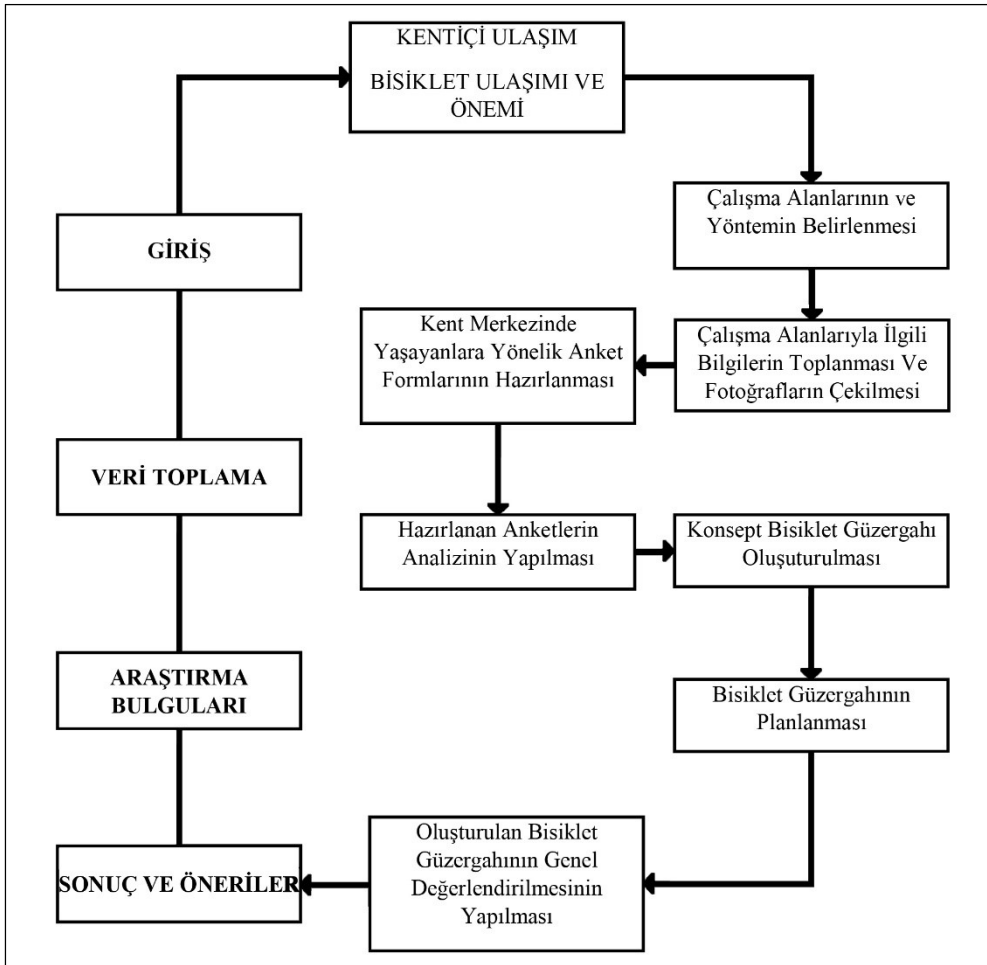 KENTİÇİ ULAŞIM
BİSİKLET ULAŞIMI VE
ÖNEMİ
Çalışma Alanlarının ve
Yöntemin Belirlenmesi
GİRİŞ
Kent Merkezinde
Yaşayanlara Yönelik Anket
Formlarının Hazırlanması
Çalışma Alanlarıyla İlgili
Bilgilerin Toplanması Ve
Fotoğrafların Çekilmesi
VERİ TOPLAMA
Hazırlanan Anketlerin
Analizinin Yapılması
Konsept Bisiklet Güzergahı
Oluşuturulması
ARAŞTIRMA
BULGULARI
Bisiklet Güzergahının
Planlanması
SONUÇ VE ÖNERİLER
Oluşturulan Bisiklet
Güzergahının Genel
Değerlendirilmesinin
Yapılması